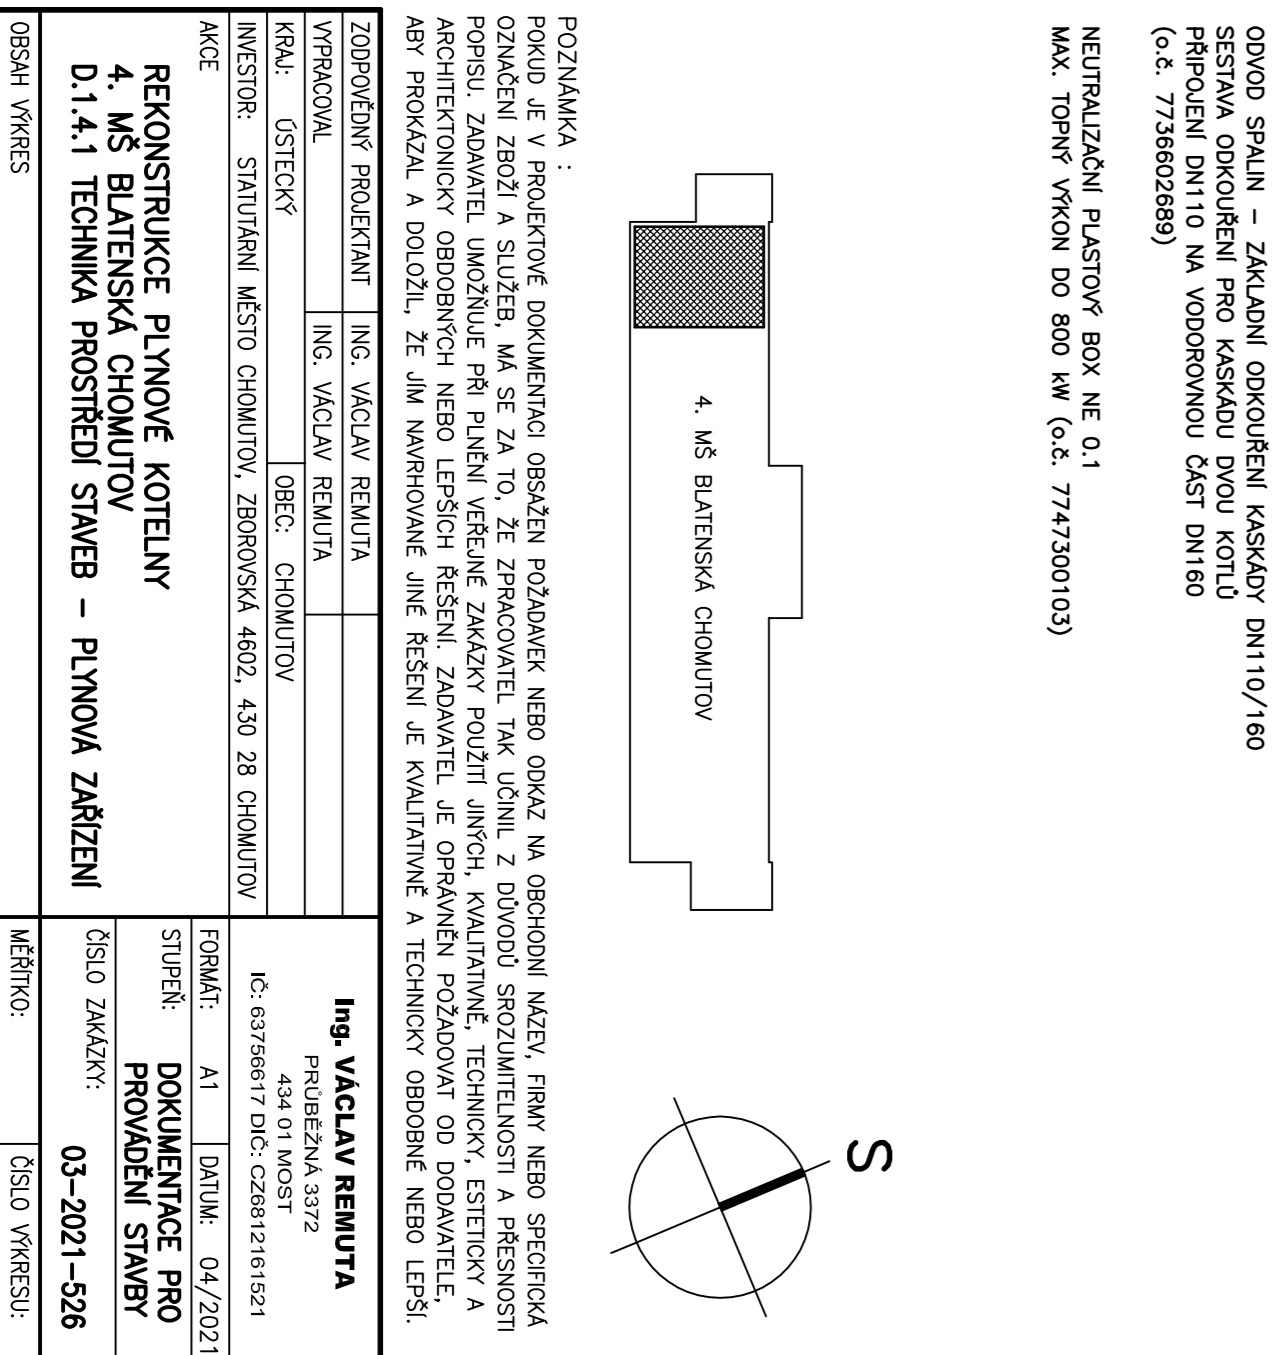 ODVOD SPALIN – ZÁKLADNÍ ODKOUŘENÍ KASKÁDY DN110/160
SESTAVA ODKOUŘENÍ PRO KASKÁDU DVOU KOTLŮ
PŘIPOJENÍ DN110 NA VODOROVNOU ČÁST DN160
(o.č. 7736602689)
NEUTRALIZAČNÍ PLASTOVÝ BOX NE 0.1
MAX. TOPNÝ VÝKON DO 800 kW (o.č. 7747300103)
4. MŠ BLATENSKÁ CHOMUTOV
S
POZNÁMKA :
POKUD JE V PROJEKTOVÉ DOKUMENTACI OBSAŽEN POŽADAVEK NEBO ODKAZ NA OBCHODNÍ NÁZEV, FIRMY NEBO SPECIFICKÁ
OZNAČENÍ ZBOŽÍ A SLUŽEB, MÁ SE ZA TO, ŽE ZPRACOVATEL TAK UČINIL Z DŮVODŮ SROZUMITELNOSTI A PŘESNOSTI
POPISU. ZADAVATEL UMOŽŇUJE PŘI PLNĚNÍ VEŘEJNÉ ZAKÁZKY POUŽITÍ JINÝCH, KVALITATIVNĚ, TECHNICKY, ESTETICKY A
ARCHITEKTONICKY OBDOBNÝCH NEBO LEPŠÍCH ŘEŠENÍ. ZADAVATEL JE OPRÁVNĚN POŽADOVAT OD DODAVATELE,
ABY PROKÁZAL A DOLOŽIL, ŽE JÍM NAVRHOVANÉ JINÉ ŘEŠENÍ JE KVALITATIVNĚ A TECHNICKY OBDOBNÉ NEBO LEPŠÍ.
ZODPOVĚDNÝ PROJEKTANT ING. VÁCLAV REMUTA
VYPRACOVAL ING. VÁCLAV REMUTA
KRAJ: ÚSTECKÝ OBEC: CHOMUTOV
INVESTOR: STATUTÁRNÍ MĚSTO CHOMUTOV, ZBOROVSKÁ 4602, 430 28 CHOMUTOV
Ing. VÁCLAV REMUTA
PRŮBĚŽNÁ 3372
434 01 MOST
IČ: 63756617 DIČ: CZ6812161521
AKCE
REKONSTRUKCE PLYNOVÉ KOTELNY
4. MŠ BLATENSKÁ CHOMUTOV
D.1.4.1 TECHNIKA PROSTŘEDÍ STAVEB – PLYNOVÁ ZAŘÍZENÍ
FORMÁT: A1 DATUM: 04/2021
STUPEŇ: DOKUMENTACE PRO
PROVÁDĚNÍ STAVBY
ČÍSLO ZAKÁZKY: 03–2021–526
OBSAH VÝKRES
MĚŘÍTKO: ČÍSLO VÝKRESU: